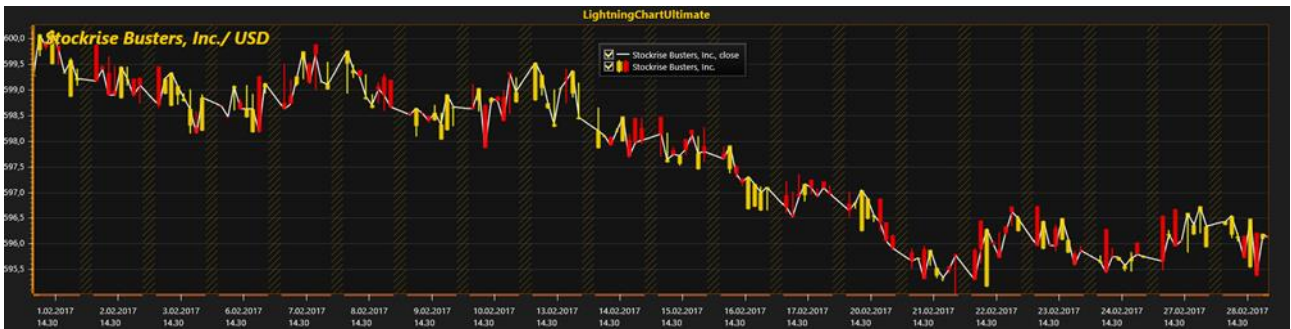 LightningChartUltimate
Stockrise Busters, Inc./ USD
Stockrise Busters, Inc., close
Stockrise Busters, Inc.
600,0
599,5
599,0
598,5
598,0
597,5
597,0
596,5
596,0
595,5
1.02.2017 2.02.2017 3.02.2017 6.02.2017 7.02.2017 8.02.2017 9.02.2017 10.02.2017 13.02.2017 14.02.2017 15.02.2017 16.02.2017 17.02.2017 20.02.2017 21.02.2017 22.02.2017 23.02.2017 24.02.2017 27.02.2017 28.02.2017
14.30 14.30 14.30 14.30 14.30 14.30 14.30 14.30 14.30 14.30 14.30 14.30 14.30 14.30 14.30 14.30 14.30 14.30 14.30 14.30